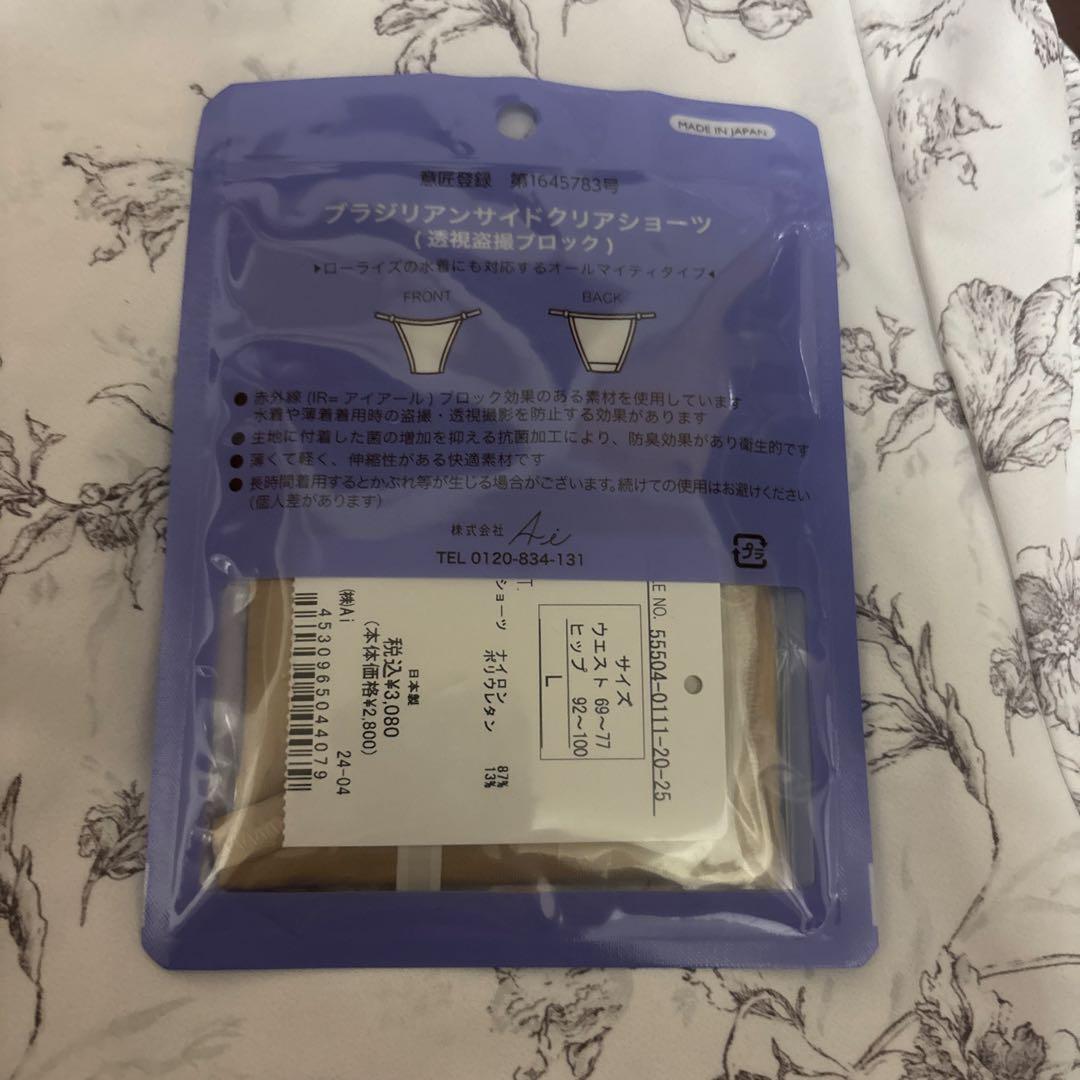 MADE IN JAPAN
意匠登録 第1645783号
ブラジリアンサイドクリアショーツ
(透視盗撮ブロック)
▶ローライズの水着にも対応するオールマイティタイプ◀
FRONT
BACK
● 赤外線(IR=アイアール)ブロック効果のある素材を使用しています
水着や薄着着用時の盗撮・透視撮影を防止する効果があります
● 生地に付着した菌の増加を抑える抗菌加工により、防臭効果があり衛生的です
● 薄くて軽く、伸縮性がある快適素材です
● 長時間着用するとかぶれ等が生じる場合がございます。続けての使用はお避けください
(個人差があります)
株式会社 Ai
TEL 0120-834-131
プラ
LE NO. 55504-0111-20-25
サイズ
ウエスト 69〜77
ヒップ 92〜100
L
T.
ショーツ ナイロン 87%
ポリウレタン 13%
日本製
税込¥3,080
(本体価格¥2,800)
24-04
(株)Ai
4530965044079